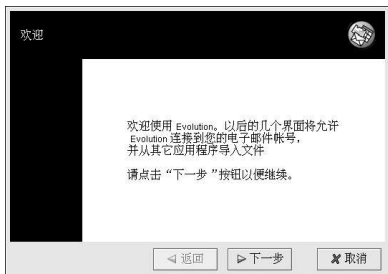 欢迎
欢迎使用 Evolution。以后的几个界面将允许
Evolution 连接到您的电子邮件帐号，
并从其它应用程序导入文件
请点击“下一步”按钮以便继续。
返回 下一步 取消